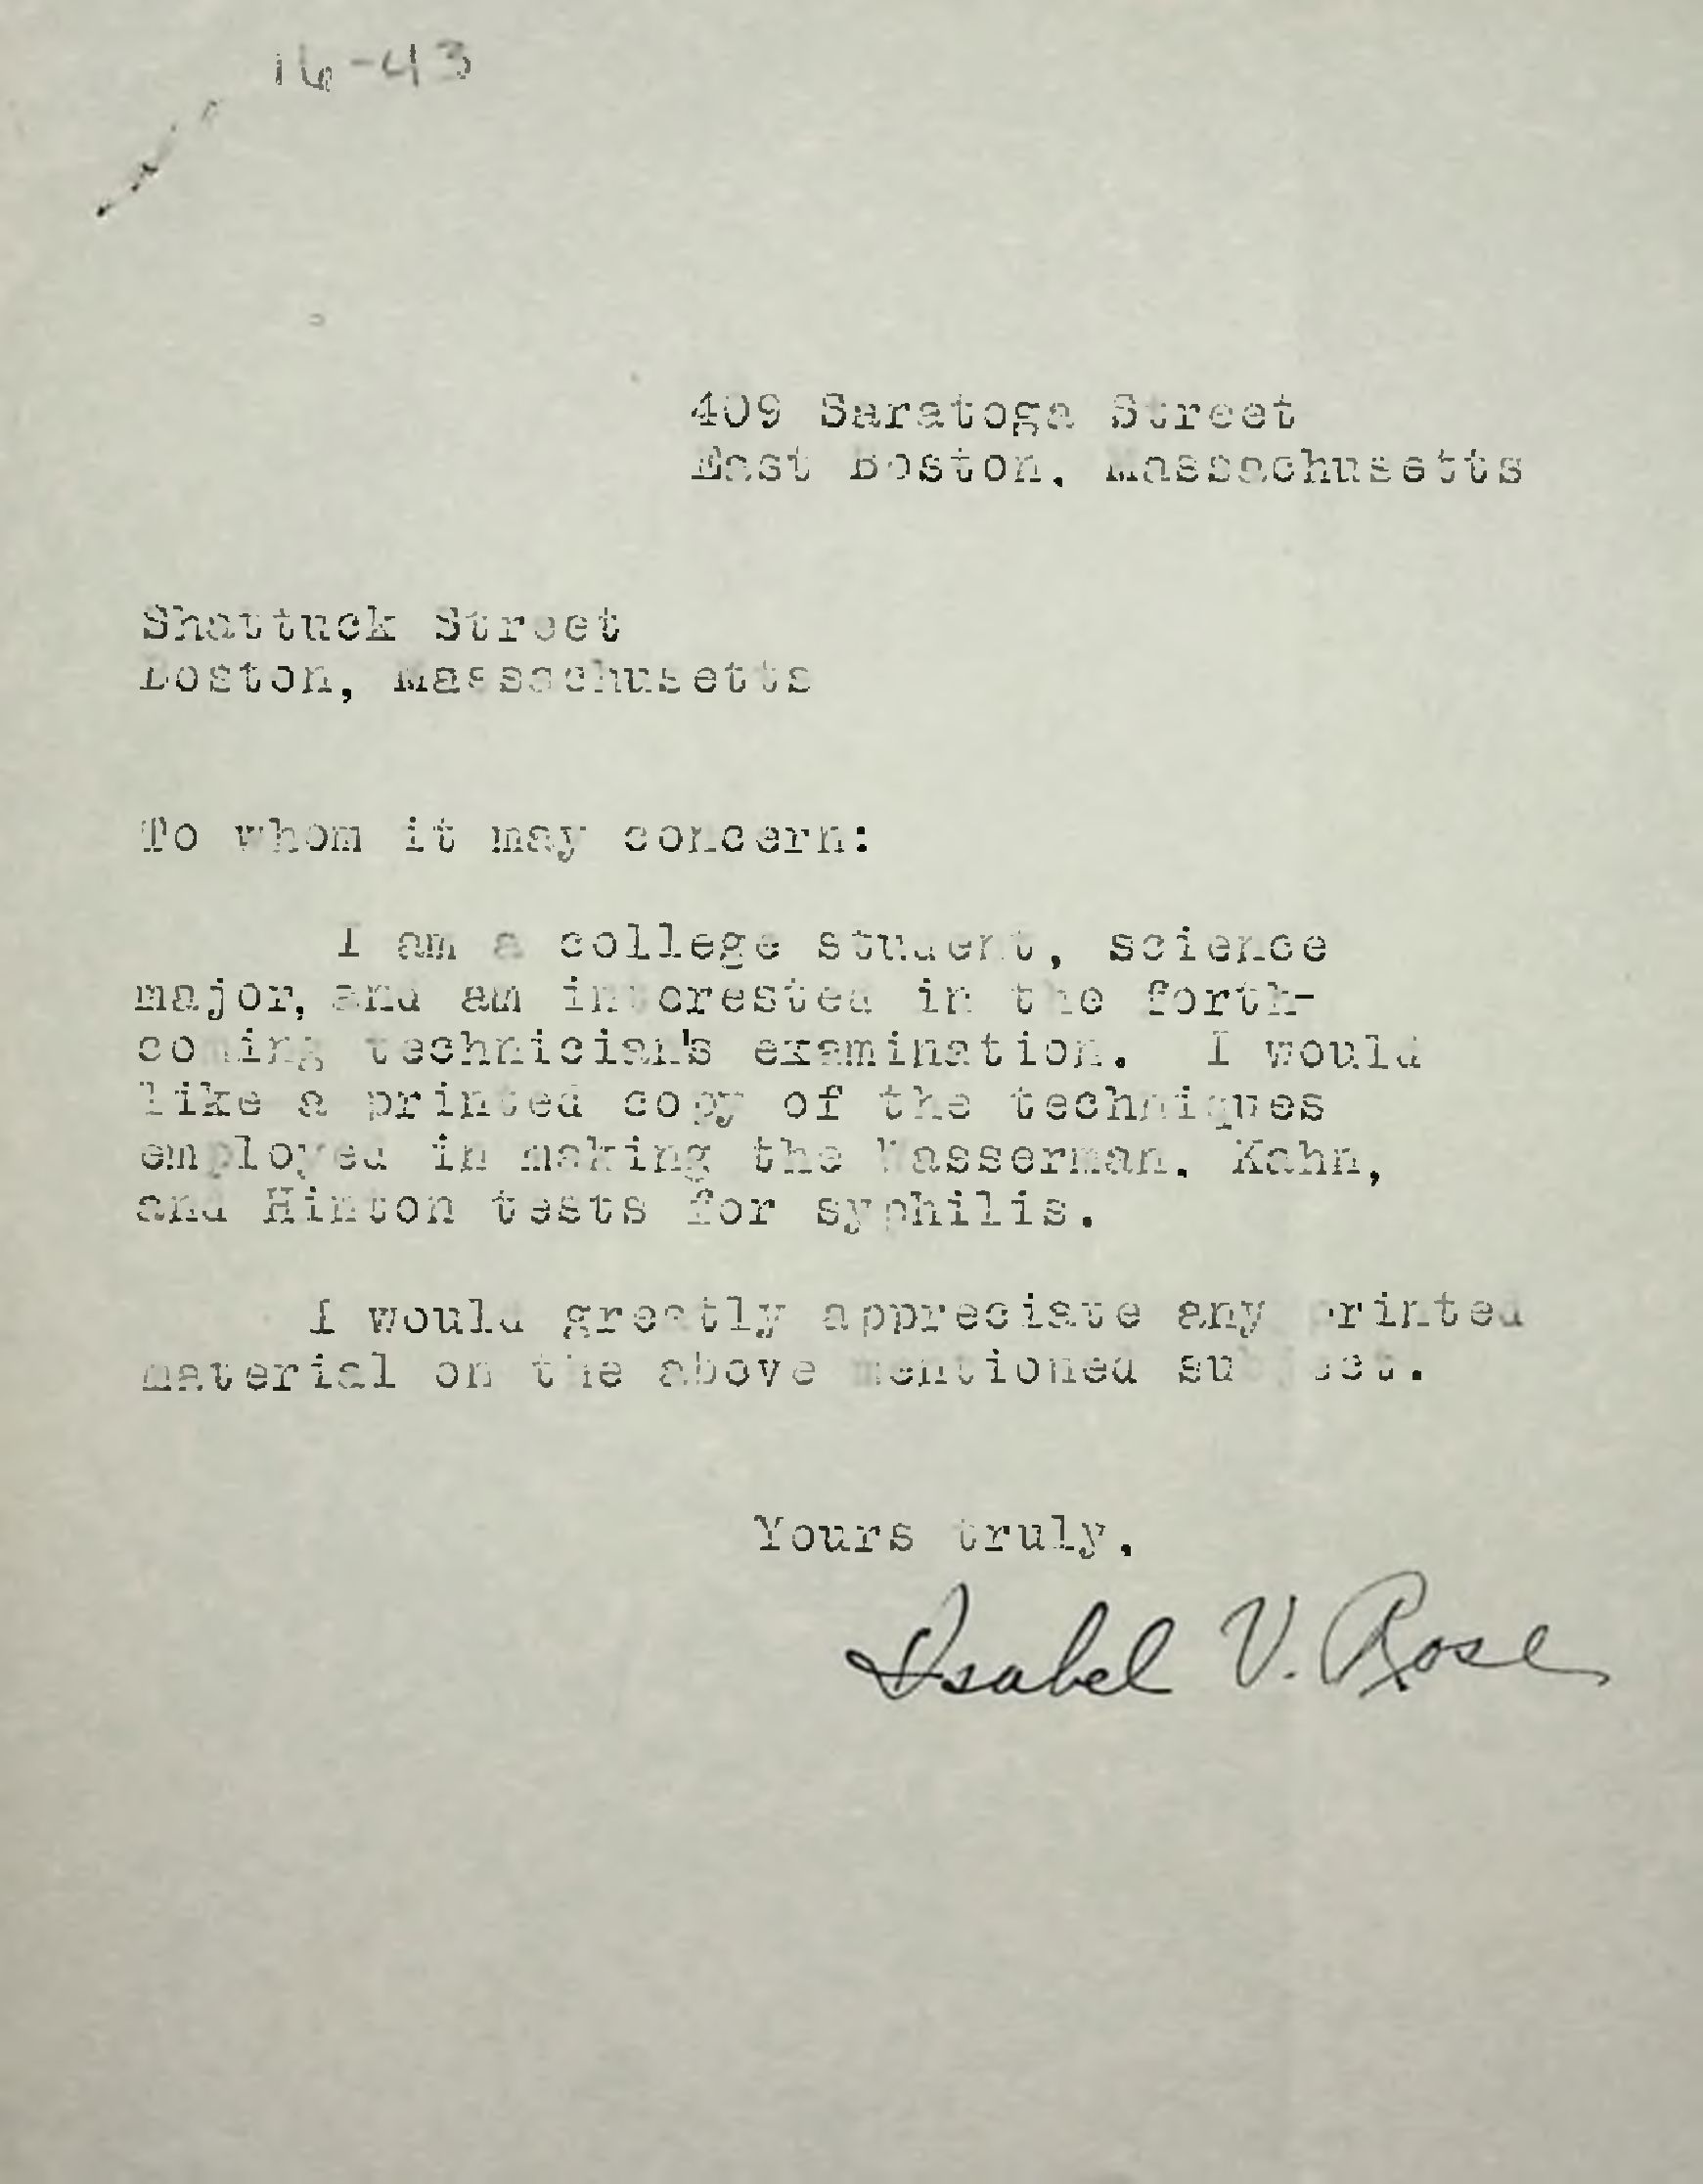 16-43
409 Saratoga Street
East Boston, Massachusetts
Shattuck Street
Boston, Massachusetts
To whom it may concern:
I am a college student, science
major, and am interested in the forth-
coming technician's examination. I would
like a printed copy of the techniques
employed in making the Wasserman, Kahn,
and Hinton tests for syphilis.
I would greatly appreciate any printed
material on the above mentioned subject.
Yours truly,
Isabel V. Rose